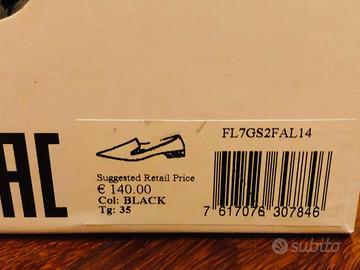 AC
FL7GS2FAL14
Suggested Retail Price
€ 140.00
Col: BLACK
Tg: 35
7 617076 307846
subito